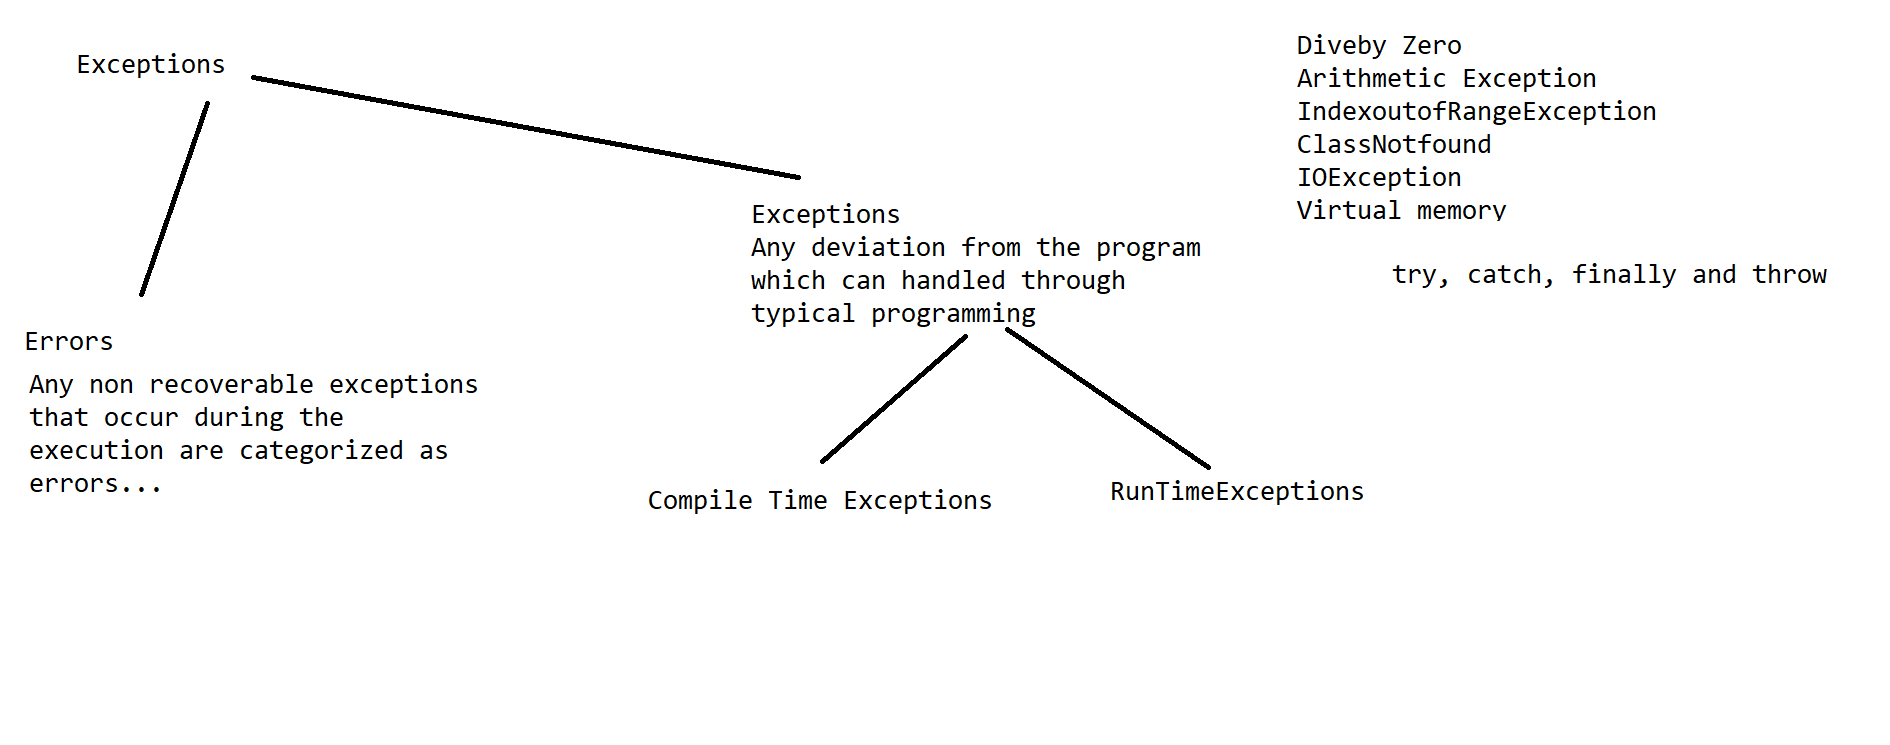 Exceptions
Errors
Any non recoverable exceptions
that occur during the
execution are categorized as
errors...
Exceptions
Any deviation from the program
which can handled through
typical programming
Compile Time Exceptions
RunTimeExceptions
Diveby Zero
Arithmetic Exception
IndexoutofRangeException
ClassNotfound
IOException
Virtual memory
try, catch, finally and throw